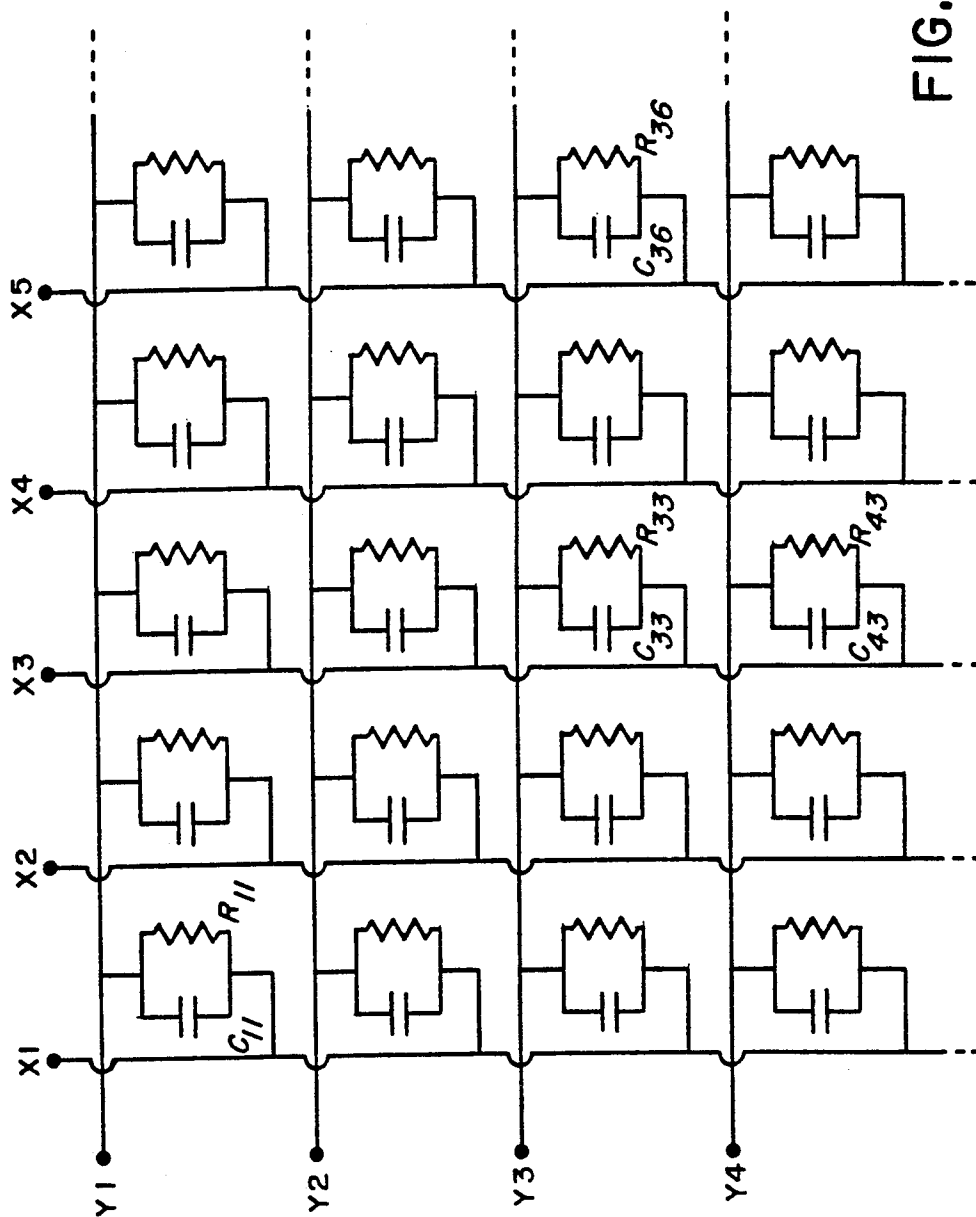 X1 X2 X3 X4 X5
Y1
C11 R11
Y2
Y3
C33 R33 C36 R36
Y4
C43 R43
FIG.